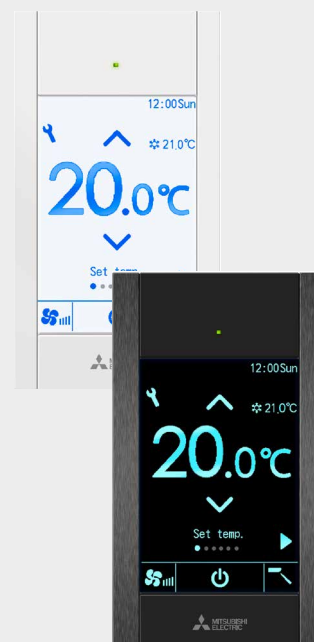 12:00Sun
21.0℃
20.0℃
Set temp.
12:00Sun
21.0℃
20.0℃
Set temp.
MITSUBISHI
ELECTRIC